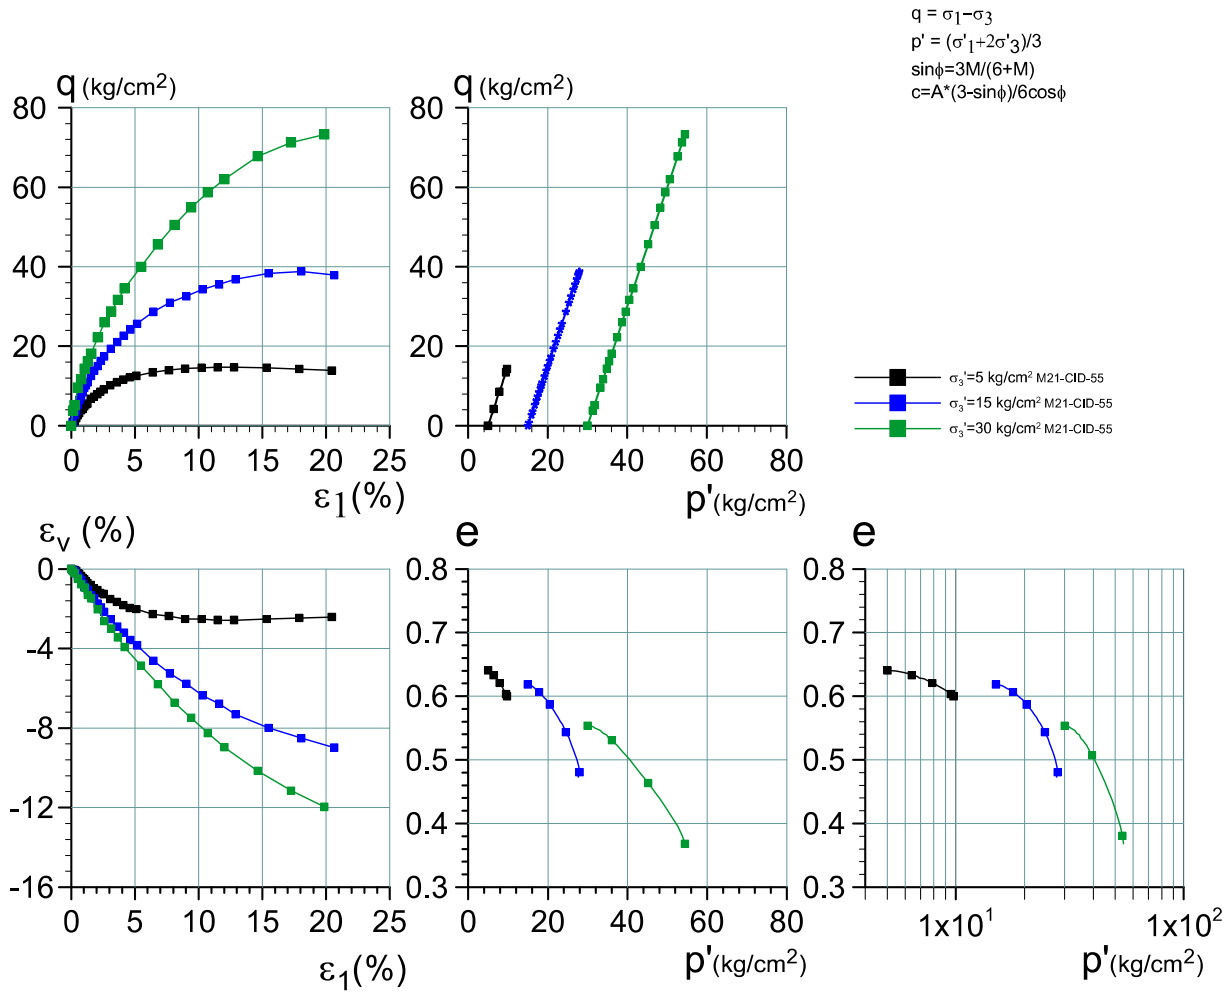 q = σ1−σ3
p' = (σ'1+2σ'3)/3
sinϕ=3M/(6+M)
c=A*(3-sinϕ)/6cosϕ
q (kg/cm²)
80
60
40
20
0
0 5 10 15 20 25
ε1(%)
q (kg/cm²)
80
60
40
20
0
0 20 40 60 80
p' (kg/cm²)
σ3'=5 kg/cm² M21-CID-55
σ3'=15 kg/cm² M21-CID-55
σ3'=30 kg/cm² M21-CID-55
εv (%)
0
-4
-8
-12
-16
0 5 10 15 20 25
ε1(%)
e
0.8
0.7
0.6
0.5
0.4
0.3
0 20 40 60 80
p' (kg/cm²)
e
0.8
0.7
0.6
0.5
0.4
0.3
1x10¹ 1x10²
p' (kg/cm²)